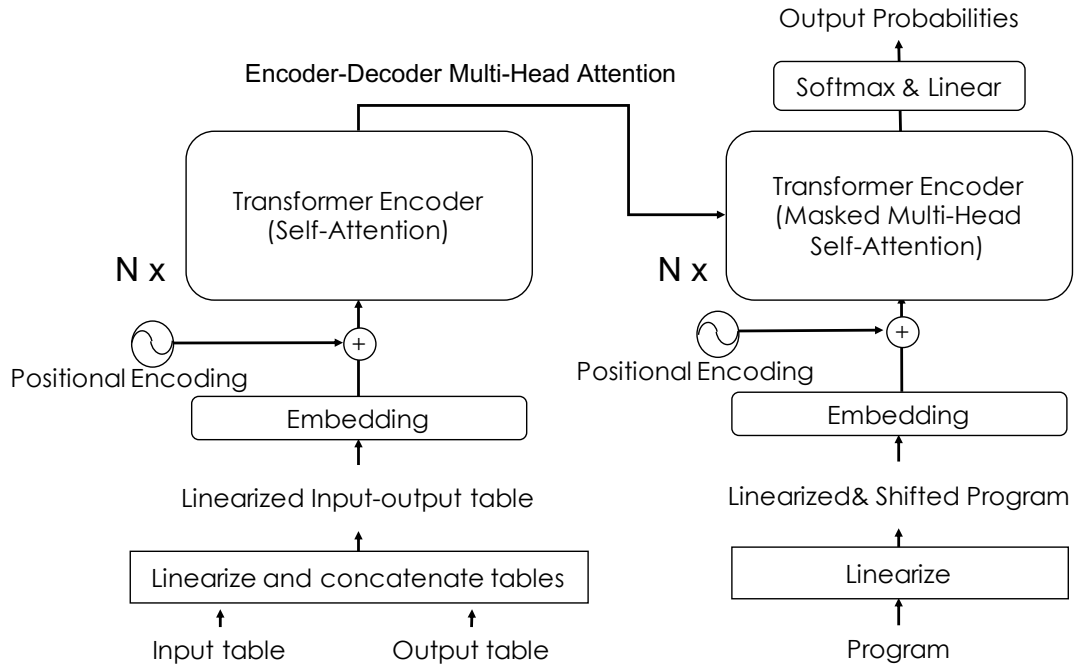 Output Probabilities
Encoder-Decoder Multi-Head Attention
Softmax & Linear
Transformer Encoder
(Self-Attention)
Transformer Encoder
(Masked Multi-Head
Self-Attention)
N x
N x
+
+
Positional Encoding
Positional Encoding
Embedding
Embedding
Linearized Input-output table
Linearized& Shifted Program
Linearize and concatenate tables
Linearize
Input table
Output table
Program